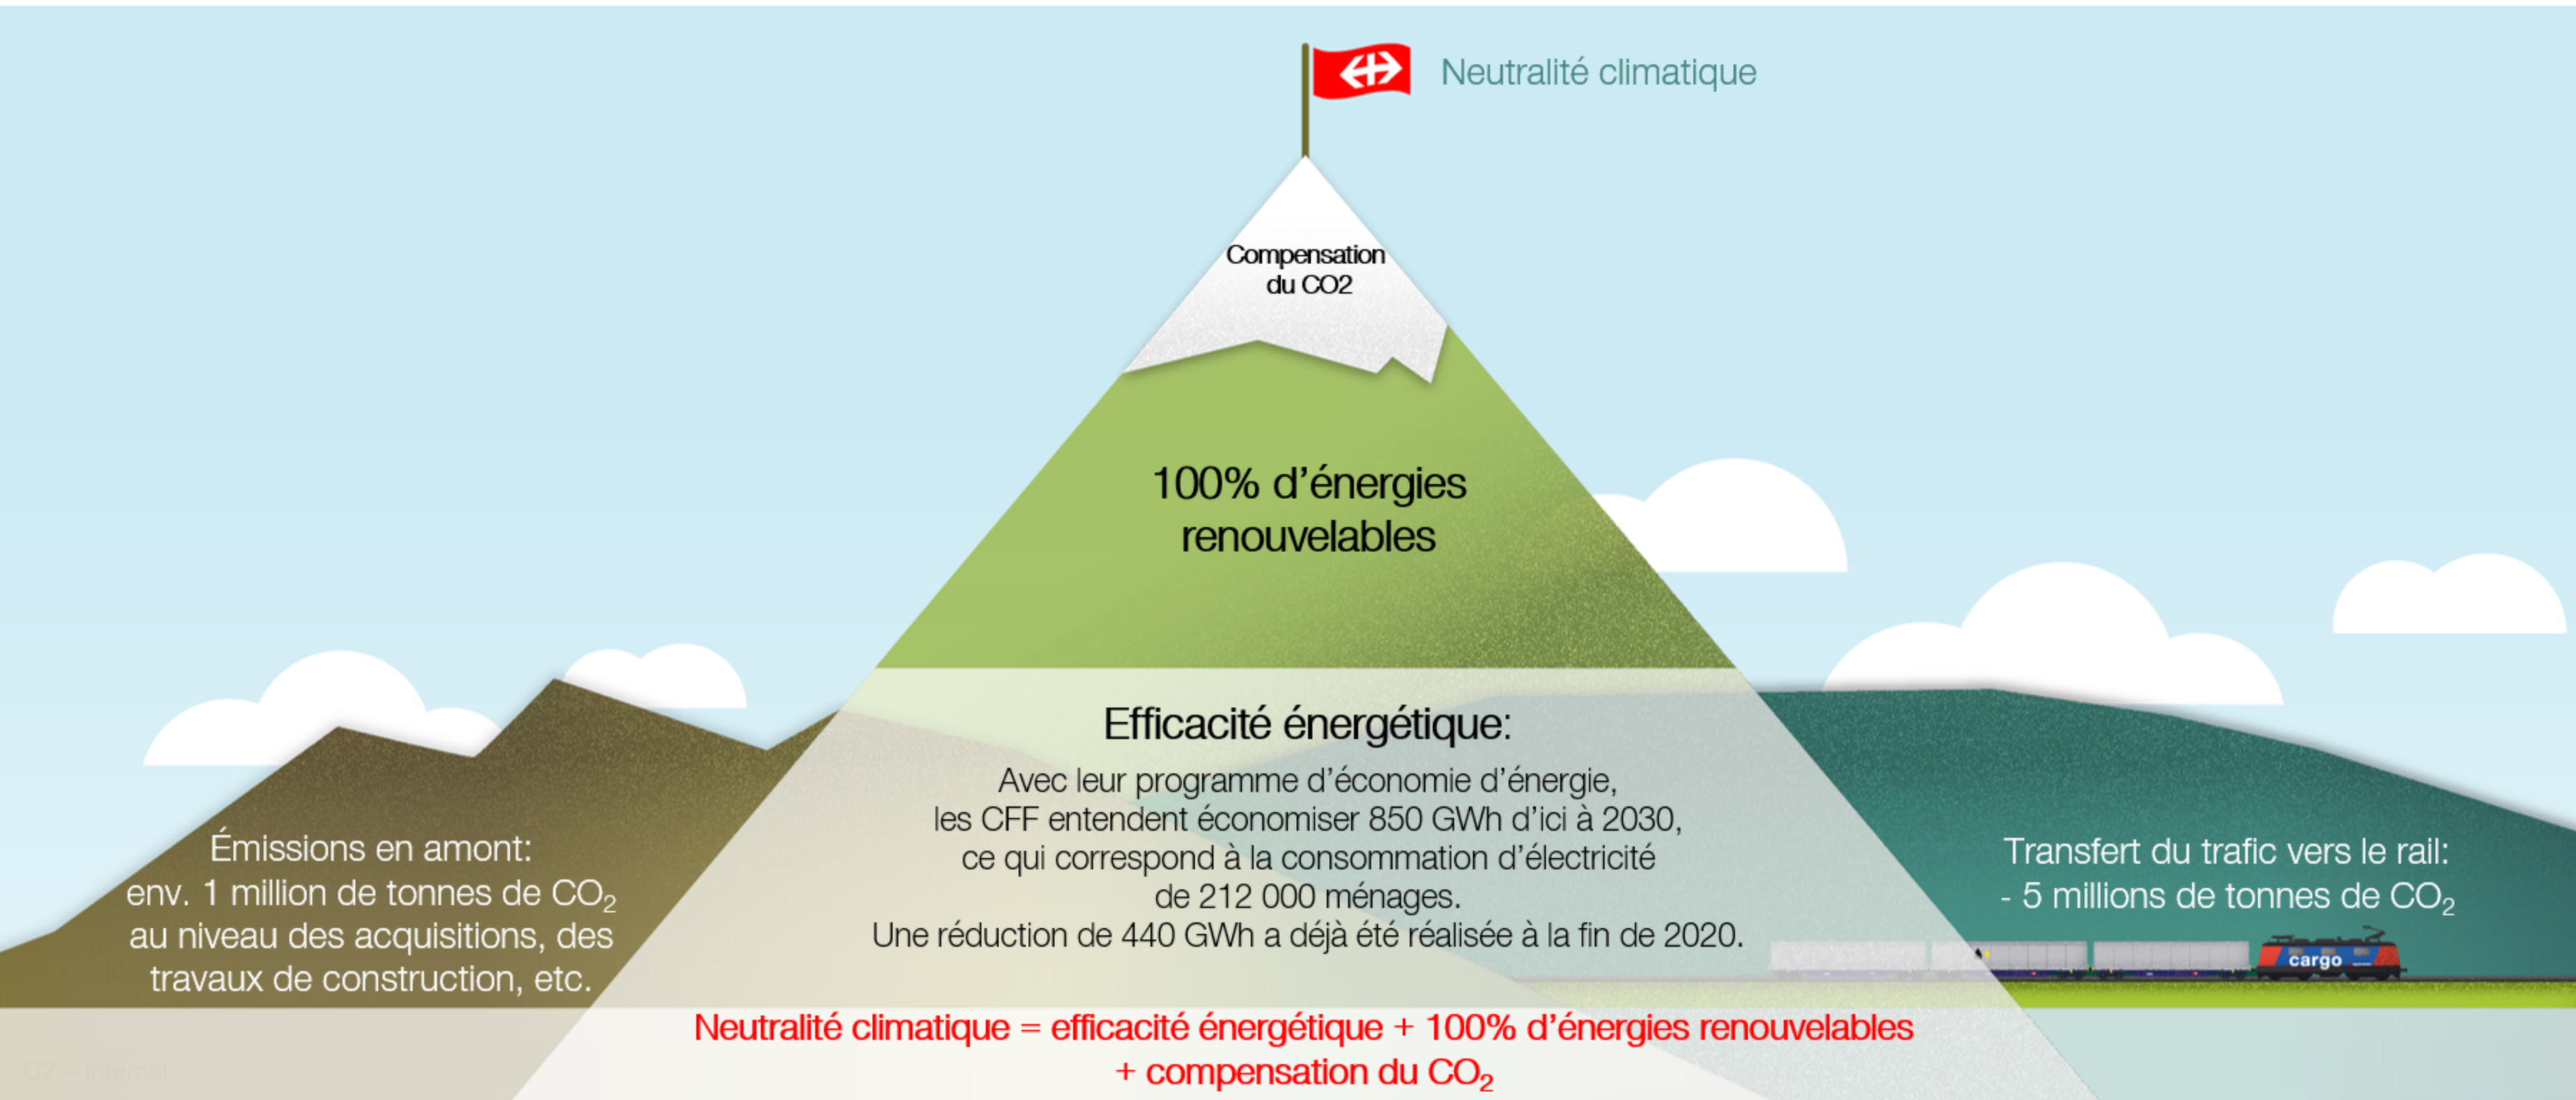 Neutralité climatique
Compensation
du CO2
100% d'énergies
renouvelables
Efficacité énergétique:
Avec leur programme d'économie d'énergie,
les CFF entendent économiser 850 GWh d'ici à 2030,
ce qui correspond à la consommation d'électricité
de 212 000 ménages.
Une réduction de 440 GWh a déjà été réalisée à la fin de 2020.
Émissions en amont:
env. 1 million de tonnes de CO₂
au niveau des acquisitions, des
travaux de construction, etc.
Transfert du trafic vers le rail:
- 5 millions de tonnes de CO₂
cargo
Neutralité climatique = efficacité énergétique + 100% d'énergies renouvelables
+ compensation du CO₂
C2 – Internal